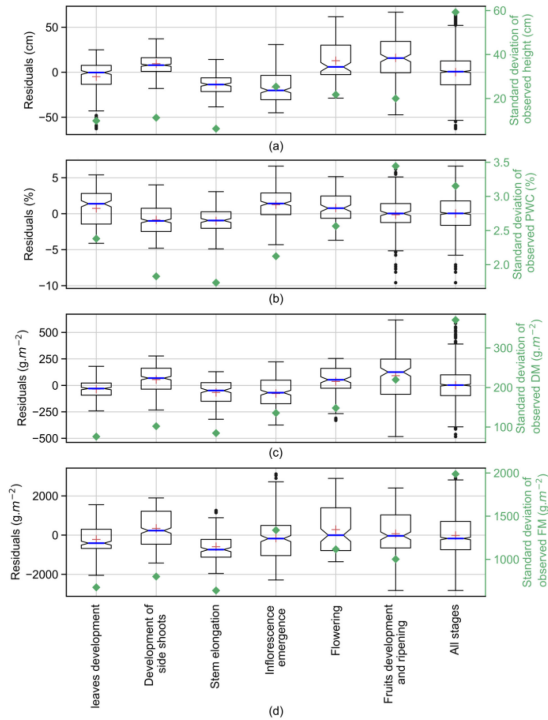 Residuals (cm)
50
0
−50
60
40
20
Standard deviation of
observed height (cm)
(a)
Residuals (%)
5
0
−5
−10
3.5
3.0
2.5
2.0
Standard deviation of
observed PWC (%)
(b)
Residuals (g.m⁻²)
500
250
0
−250
−500
300
200
100
Standard deviation of
observed DM (g.m⁻²)
(c)
Residuals (g.m⁻²)
2000
0
−2000
2000
1500
1000
Standard deviation of
observed FM (g.m⁻²)
leaves development
Development of
side shoots
Stem elongation
Inflorescence
emergence
Flowering
Fruits development
and ripening
All stages
(d)